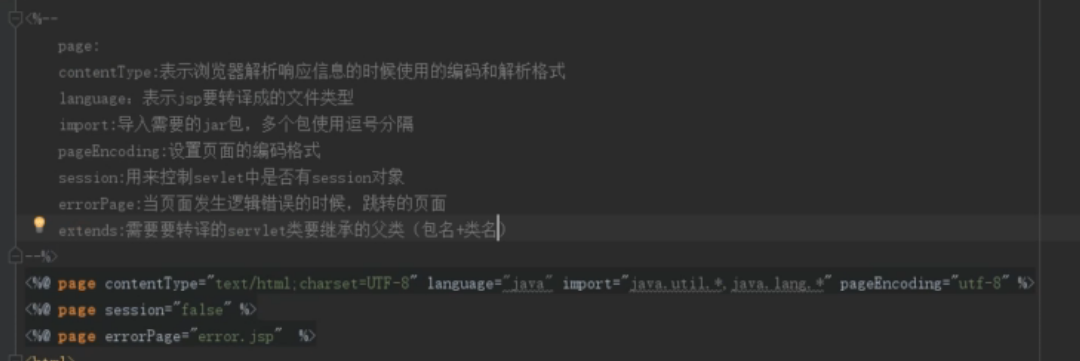 <%--
page:
contentType:表示浏览器解析响应信息的时候使用的编码和解析格式
language：表示jsp要转译成的文件类型
import:导入需要的jar包，多个包使用逗号分隔
pageEncoding:设置页面的编码格式
session:用来控制sevlet中是否有session对象
errorPage:当页面发生逻辑错误的时候，跳转的页面
extends:需要要转译的servlet类要继承的父类（包名+类名）
--%>
<%@ page contentType="text/html;charset=UTF-8" language="java" import="java.util.*,java.lang.*" pageEncoding="utf-8" %>
<%@ page session="false" %>
<%@ page errorPage="error.jsp"  %>
<html>